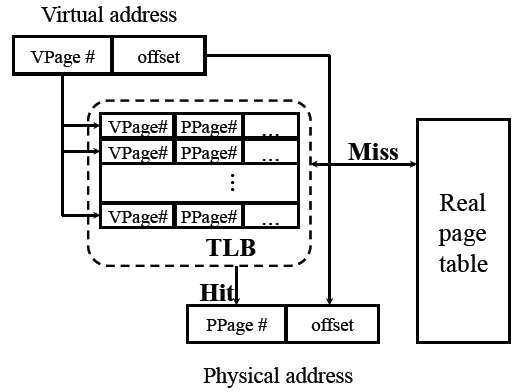 Virtual address
VPage # offset
VPage# PPage# ...
VPage# PPage# ...
⋮
VPage# PPage# ...
TLB
Miss
Real
page
table
Hit
PPage # offset
Physical address